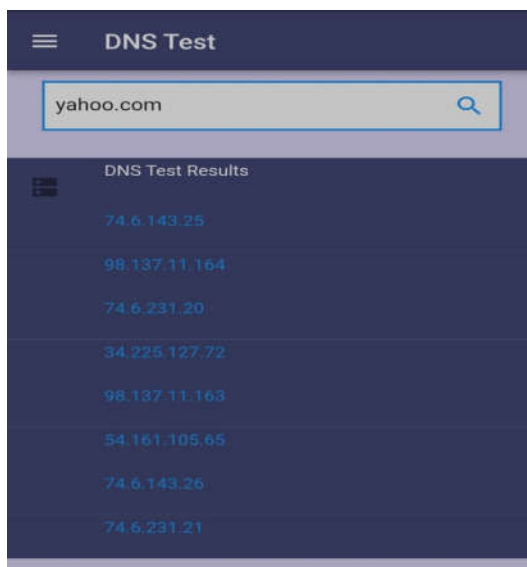 DNS Test
yahoo.com
DNS Test Results
74.6.143.25
98.137.11.164
74.6.231.20
34.225.127.72
98.137.11.163
54.161.105.65
74.6.143.26
74.6.231.21